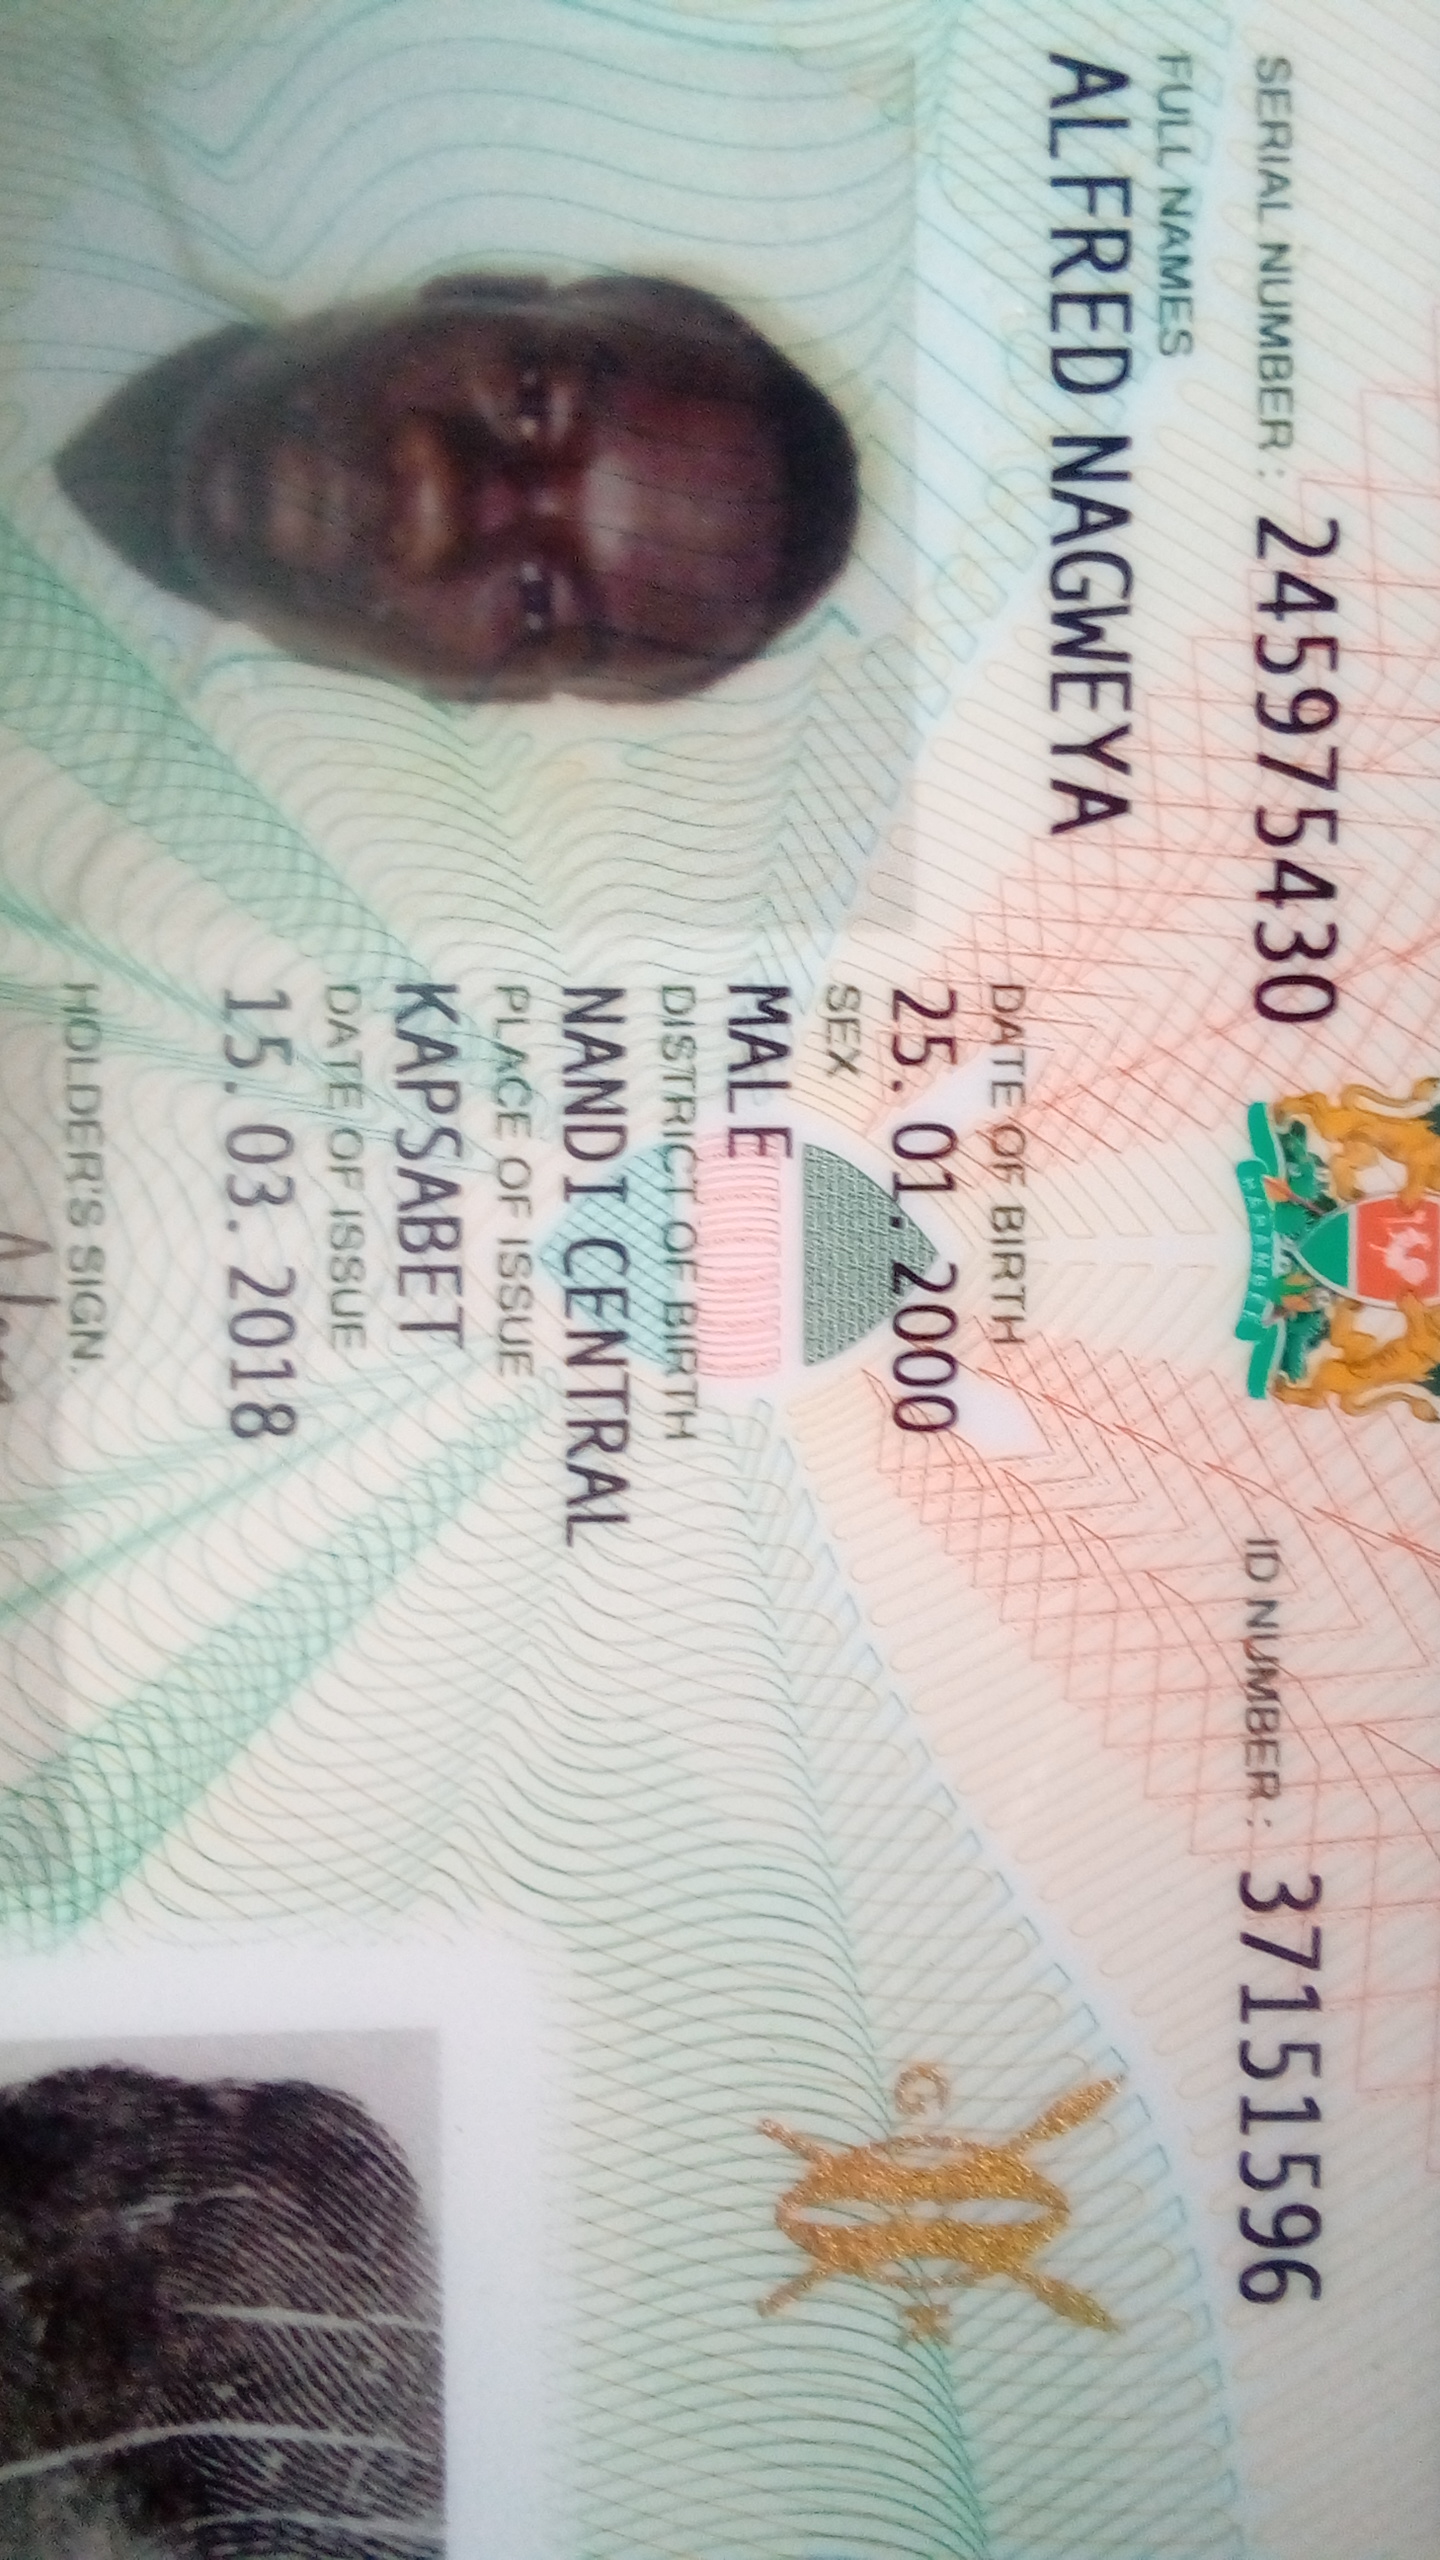 SERIAL NUMBER : 245975430
ID NUMBER : 37151596
FULL NAMES
ALFRED NAGWEYA
DATE OF BIRTH
25. 01. 2000
SEX
MALE
DISTRICT OF BIRTH
NANDI CENTRAL
PLACE OF ISSUE
KAPSABET
DATE OF ISSUE
15. 03. 2018
HOLDER'S SIGN.
HARAMBEE